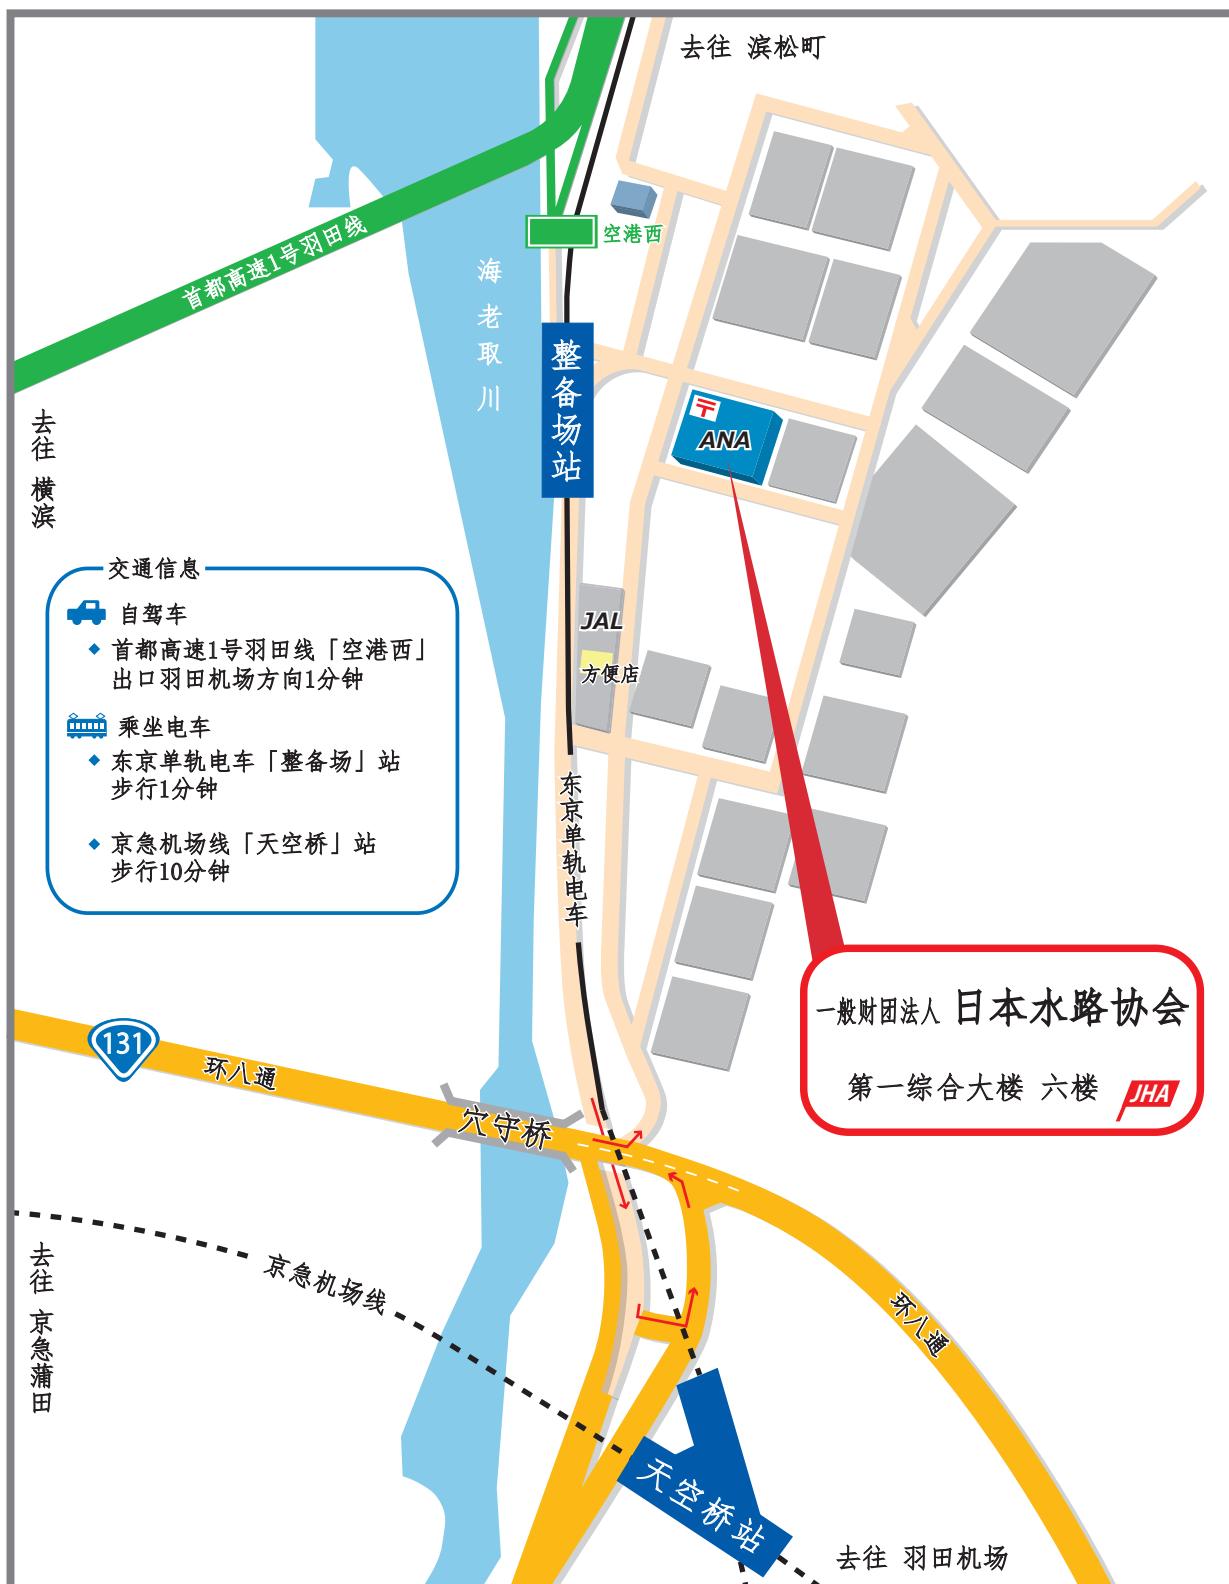 去往 滨松町
首都高速1号羽田线
空港西
海老取川
整备场站
去往 横滨
〒
ANA
交通信息
自驾车
◆ 首都高速1号羽田线「空港西」
出口羽田机场方向1分钟
乘坐电车
◆ 东京单轨电车「整备场」站
步行1分钟
◆ 京急机场线「天空桥」站
步行10分钟
JAL
方便店
东京单轨电车
一般财团法人 日本水路协会
第一综合大楼 六楼
JHA
131
环八通
穴守桥
去往 京急蒲田
京急机场线
环八通
天空桥站
去往 羽田机场